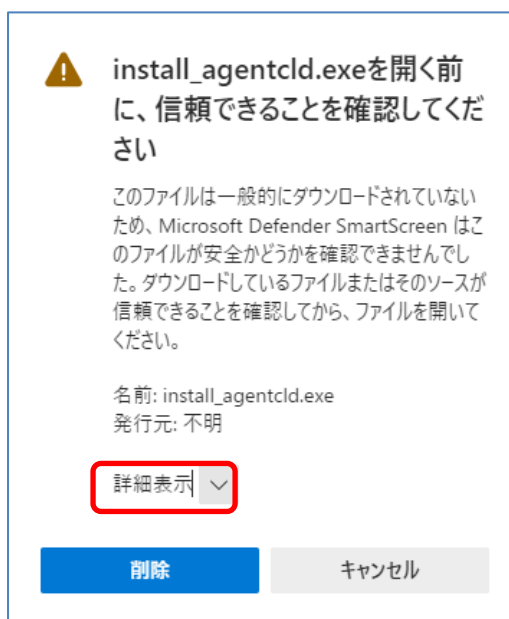 install_agentcld.exeを開く前
に、信頼できることを確認してくだ
さい
このファイルは一般的にダウンロードされていない
ため、Microsoft Defender SmartScreen はこ
のファイルが安全かどうかを確認できませんでし
た。ダウンロードしているファイルまたはそのソースが
信頼できることを確認してから、ファイルを開いて
ください。
名前: install_agentcld.exe
発行元: 不明
詳細表示
削除
キャンセル